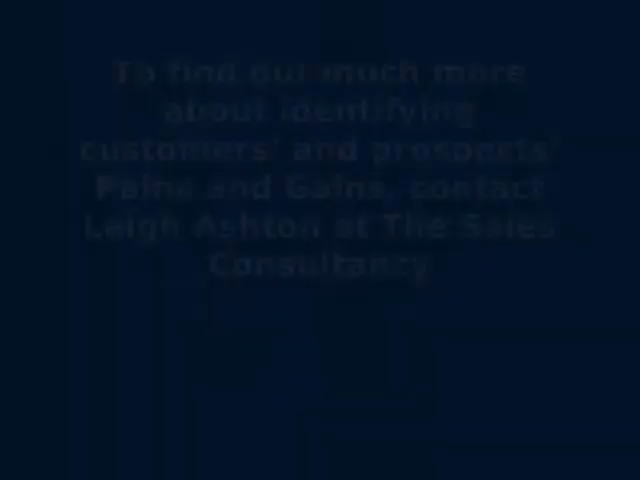 To find out much more
about identifying
customers' and prospects'
Pains and Gains, contact
Leigh Ashton at The Sales
Consultancy